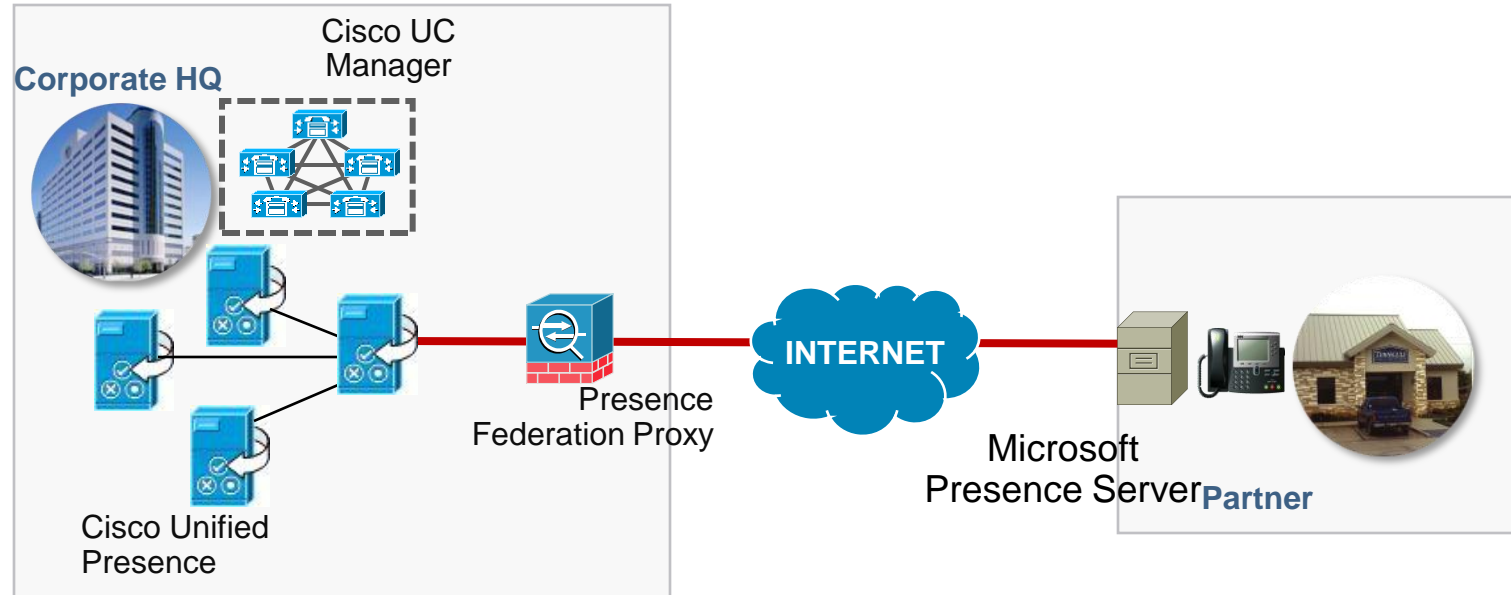 Cisco UC
Manager
Corporate HQ
INTERNET
Presence
Federation Proxy
Microsoft
Presence Server
Partner
Cisco Unified
Presence